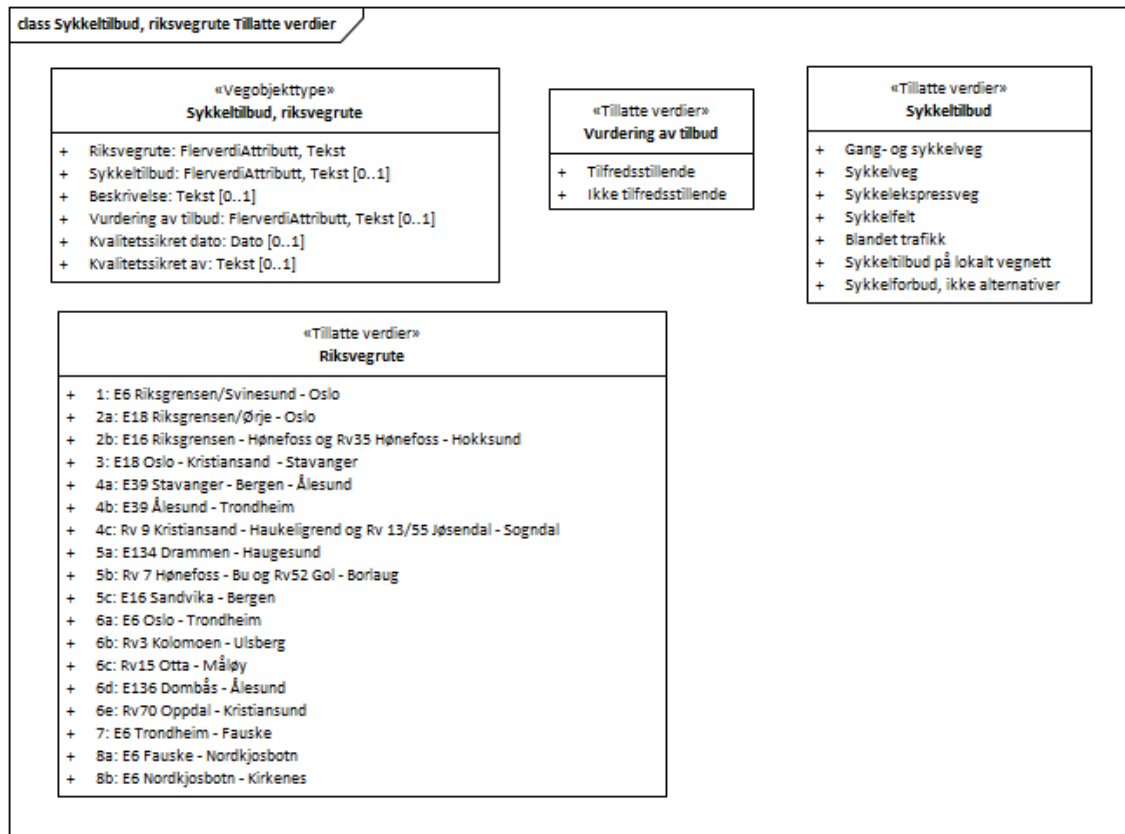 class Sykkeltilbud, riksvegrute Tillatte verdier
«Vegobjekttype»
Sykkeltilbud, riksvegrute
+ Riksvegrute: FlerverdiAttributt, Tekst
+ Sykkeltilbud: FlerverdiAttributt, Tekst [0..1]
+ Beskrivelse: Tekst [0..1]
+ Vurdering av tilbud: FlerverdiAttributt, Tekst [0..1]
+ Kvalitetssikret dato: Dato [0..1]
+ Kvalitetssikret av: Tekst [0..1]
«Tillatte verdier»
Vurdering av tilbud
+ Tilfredsstillende
+ Ikke tilfredsstillende
«Tillatte verdier»
Sykkeltilbud
+ Gang- og sykkelveg
+ Sykkelveg
+ Sykkelekspressveg
+ Sykkelfelt
+ Blandet trafikk
+ Sykkeltilbud på lokalt vegnett
+ Sykkelforbud, ikke alternativer
«Tillatte verdier»
Riksvegrute
+ 1: E6 Riksgrensen/Svinesund - Oslo
+ 2a: E18 Riksgrensen/Ørje - Oslo
+ 2b: E16 Riksgrensen - Hønefoss og Rv35 Hønefoss - Hokksund
+ 3: E18 Oslo - Kristiansand - Stavanger
+ 4a: E39 Stavanger - Bergen - Ålesund
+ 4b: E39 Ålesund - Trondheim
+ 4c: Rv 9 Kristiansand - Haukeligrend og Rv 13/55 Jøsendal - Sogndal
+ 5a: E134 Drammen - Haugesund
+ 5b: Rv 7 Hønefoss - Bu og Rv52 Gol - Borlaug
+ 5c: E16 Sandvika - Bergen
+ 6a: E6 Oslo - Trondheim
+ 6b: Rv3 Kolomoen - Ulsberg
+ 6c: Rv15 Otta - Måløy
+ 6d: E136 Dombås - Ålesund
+ 6e: Rv70 Oppdal - Kristiansund
+ 7: E6 Trondheim - Fauske
+ 8a: E6 Fauske - Nordkjosbotn
+ 8b: E6 Nordkjosbotn - Kirkenes